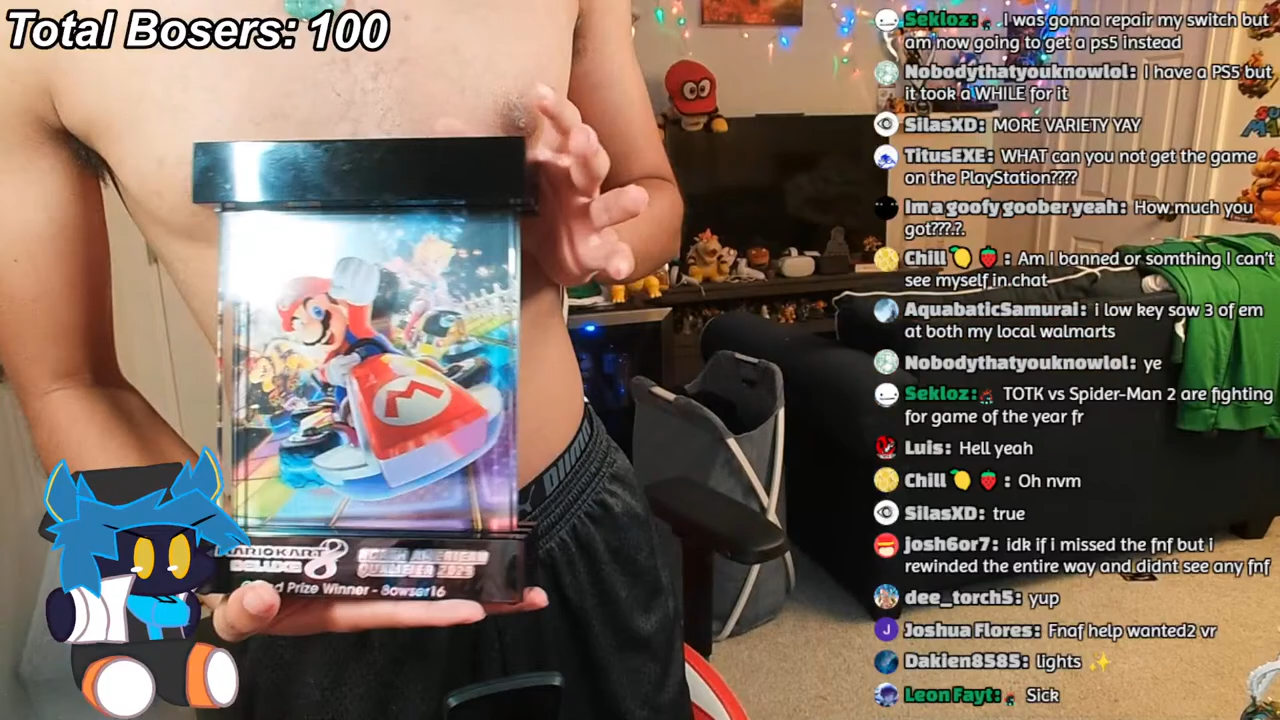 Total Bosers: 100
Sekloz: I was gonna repair my switch but
am now going to get a ps5 instead
Nobodythatyouknowlol: I have a PS5 but
it took a WHILE for it
SilasXD: MORE VARIETY YAY
TitusEXE: WHAT can you not get the game
on the PlayStation????
Im a goofy goober yeah: How much you
got???.?.
Chill 🍋 🍓 : Am I banned or somthing I can't
see myself in chat
AquabaticSamurai: i low key saw 3 of em
at both my local walmarts
Nobodythatyouknowlol: ye
Sekloz: TOTK vs Spider-Man 2 are fighting
for game of the year fr
Luis: Hell yeah
Chill 🍋 🍓 : Oh nvm
SilasXD: true
josh6or7: idk if i missed the fnf but i
rewinded the entire way and didnt see any fnf
dee_torch5: yup
J Joshua Flores: Fnaf help wanted2 vr
Dakien8585: lights ✨
Leon Fayt: Sick
M
MARIOKART 8
DELUXE
NORTH AMERICAN
QUALIFIER 2023
Prize Winner - Bowser16